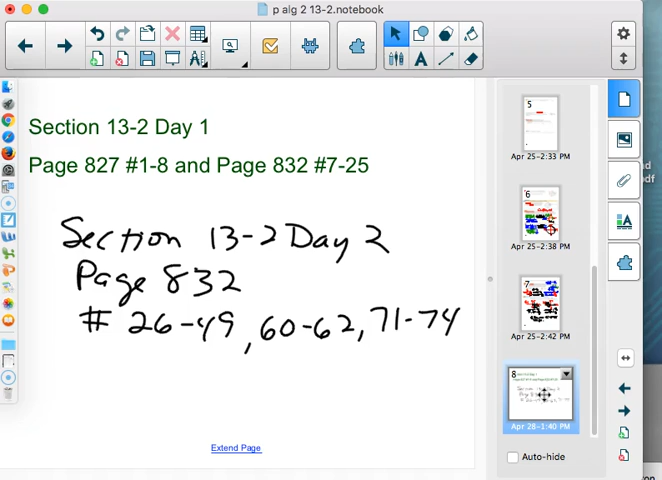 p alg 2 13-2.notebook
Section 13-2 Day 1
Page 827 #1-8 and Page 832 #7-25
Section 13-2 Day 2
Page 832
# 26-49, 60-62, 71-74
Extend Page
5
Apr 25-2:33 PM
6
Apr 25-2:38 PM
7
Apr 25-2:42 PM
8
Apr 28-1:40 PM
Auto-hide
nd
pdf